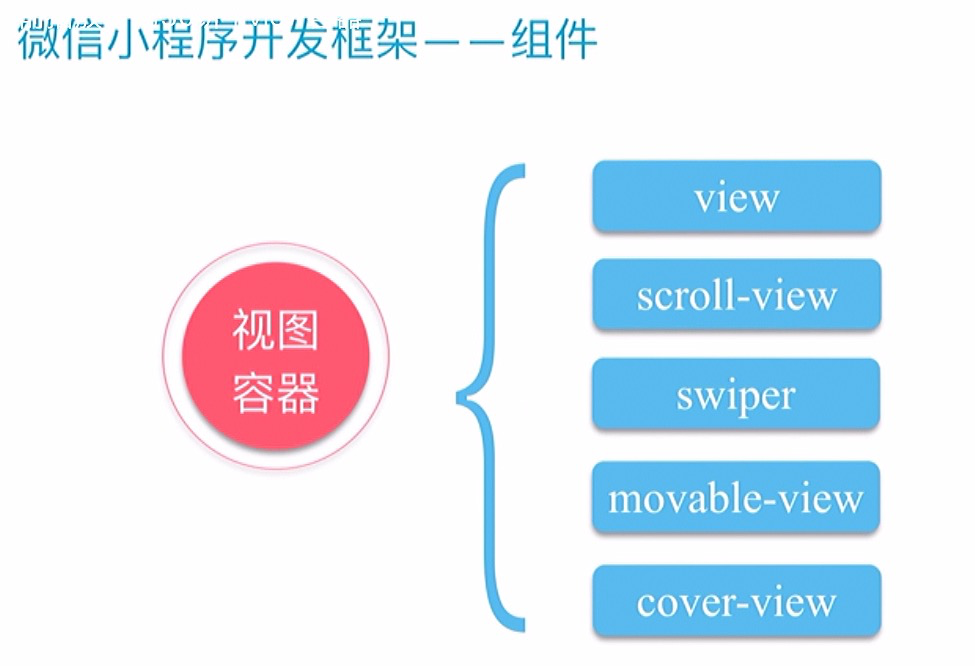 微信小程序开发框架——组件
视图
容器
view
scroll-view
swiper
movable-view
cover-view